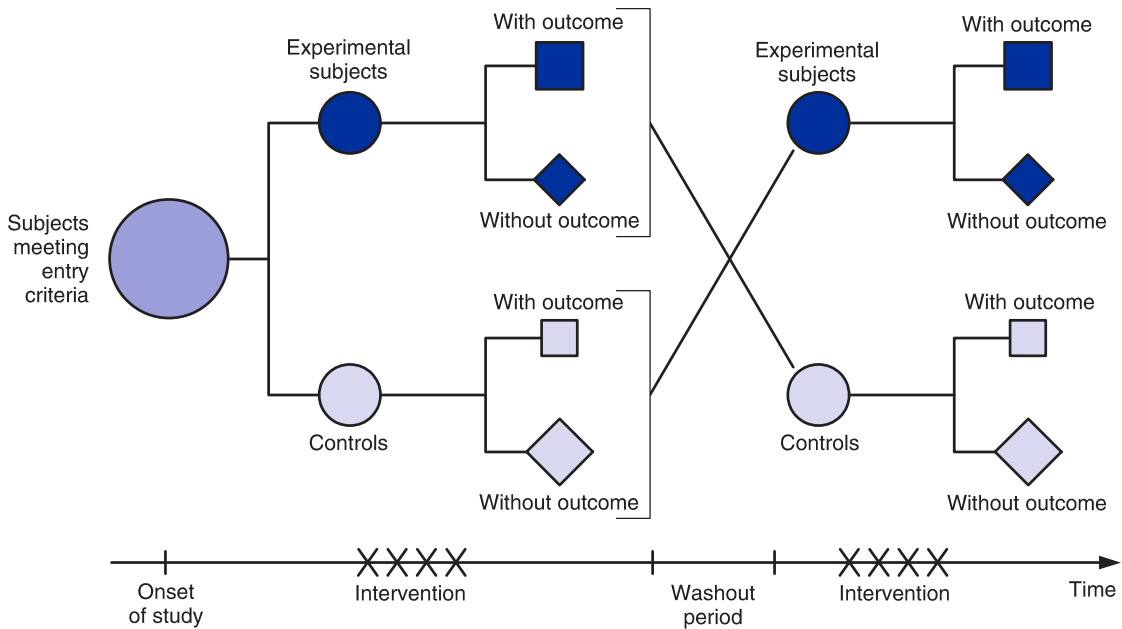 With outcome
Experimental
subjects
Without outcome
Subjects
meeting
entry
criteria
With outcome
Controls
Without outcome
With outcome
Experimental
subjects
Without outcome
With outcome
Controls
Without outcome
Onset
of study
Intervention
Washout
period
Intervention
Time